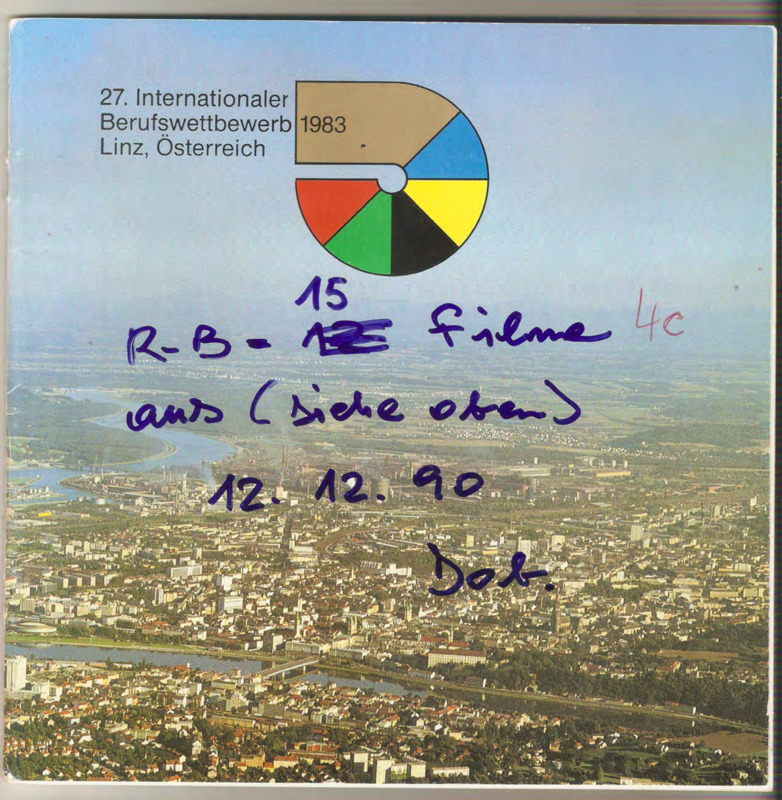 27. Internationaler
Berufswettbewerb 1983
Linz, Österreich
15
R-B- Filme 4c
aus (siehe oben)
12. 12. 90
Dob.